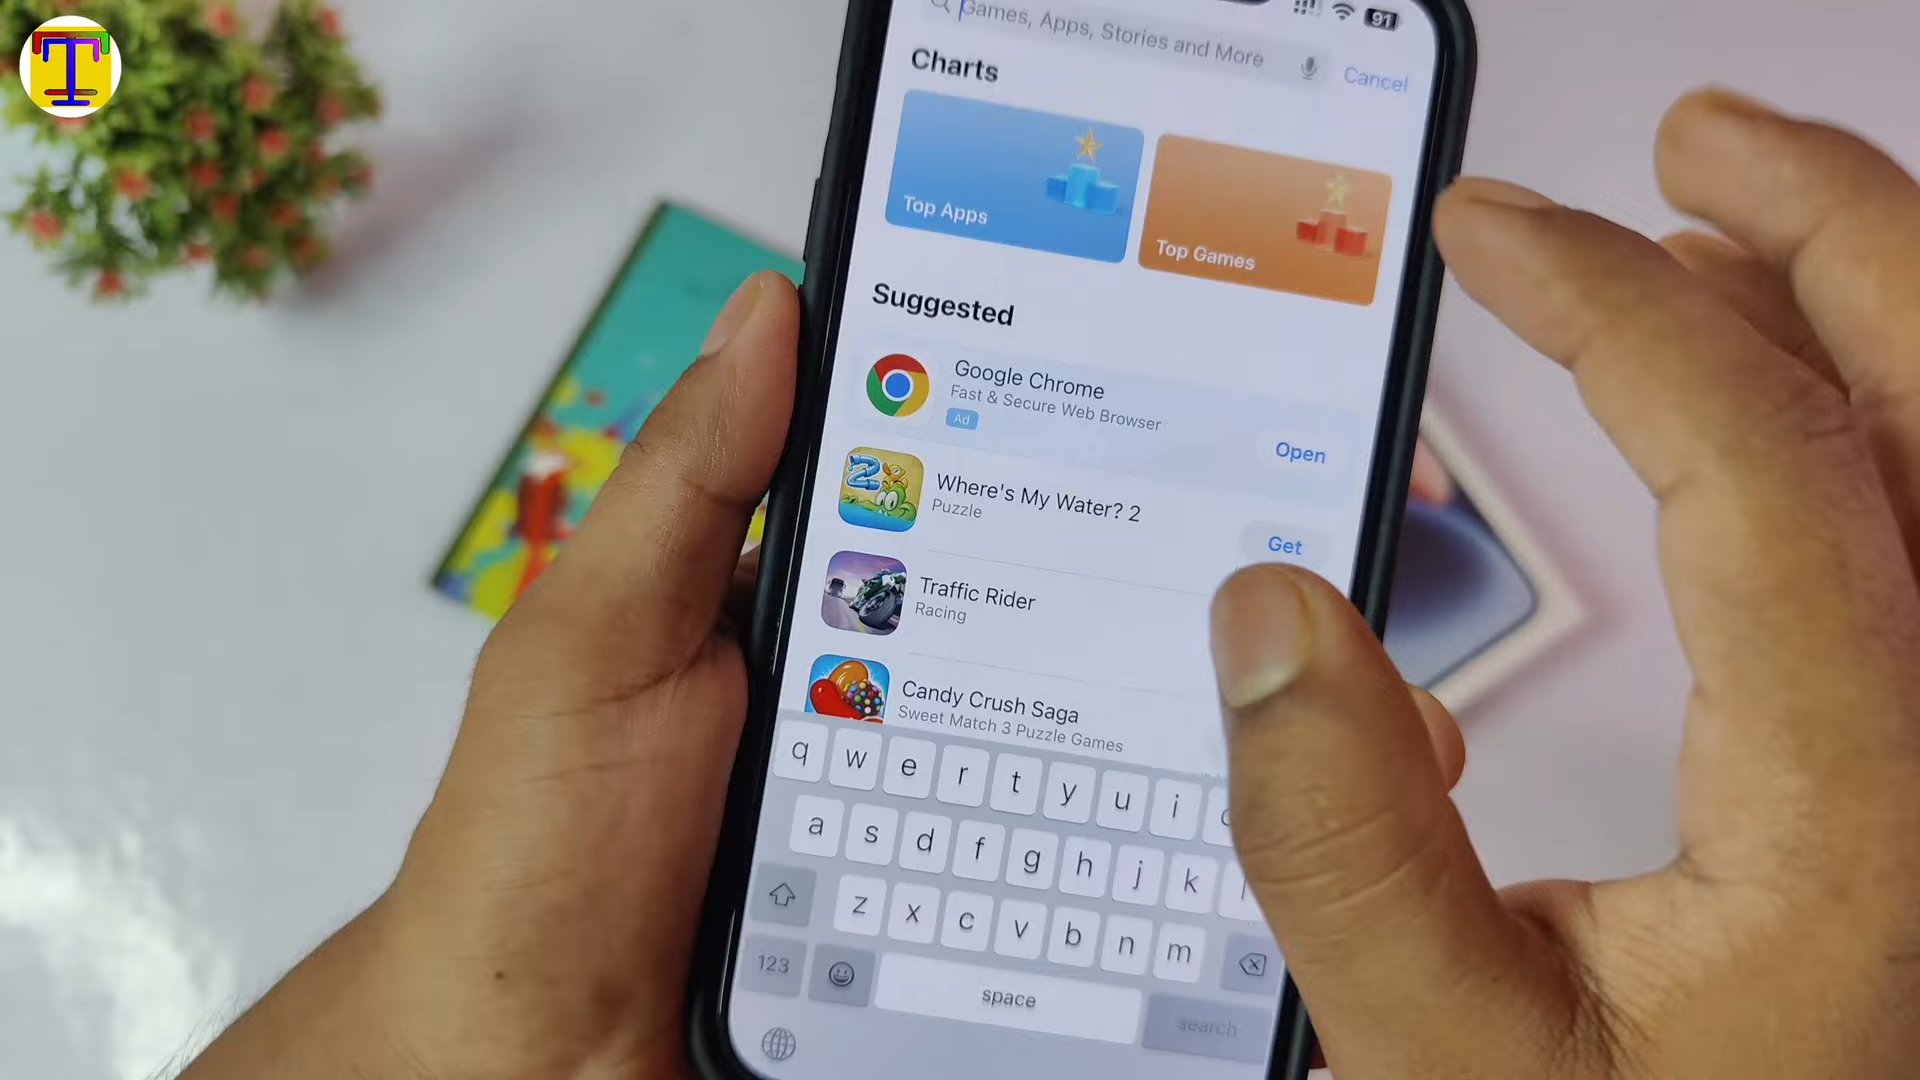 T
91
Games, Apps, Stories and More
Cancel
Charts
Top Apps
Top Games
Suggested
Google Chrome
Fast & Secure Web Browser
Ad
Open
2
Where's My Water? 2
Puzzle
Get
Traffic Rider
Racing
Candy Crush Saga
Sweet Match 3 Puzzle Games
q w e r t y u i
a s d f g h j k l
z x c v b n m
123
space
search